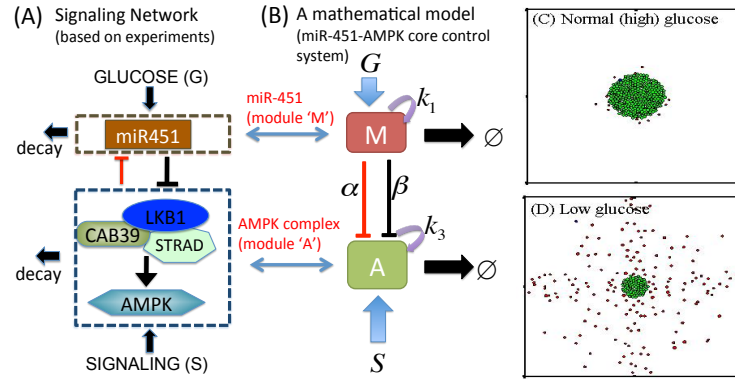 (A) Signaling Network
(based on experiments)
GLUCOSE (G)
miR451
decay
LKB1
CAB39
STRAD
AMPK
decay
SIGNALING (S)
miR-451
(module ‘M’)
AMPK complex
(module ‘A’)
(B) A mathematical model
(miR-451-AMPK core control
system)
G
k1
M
∅
α
β
k3
A
∅
S
(C) Normal (high) glucose
(D) Low glucose